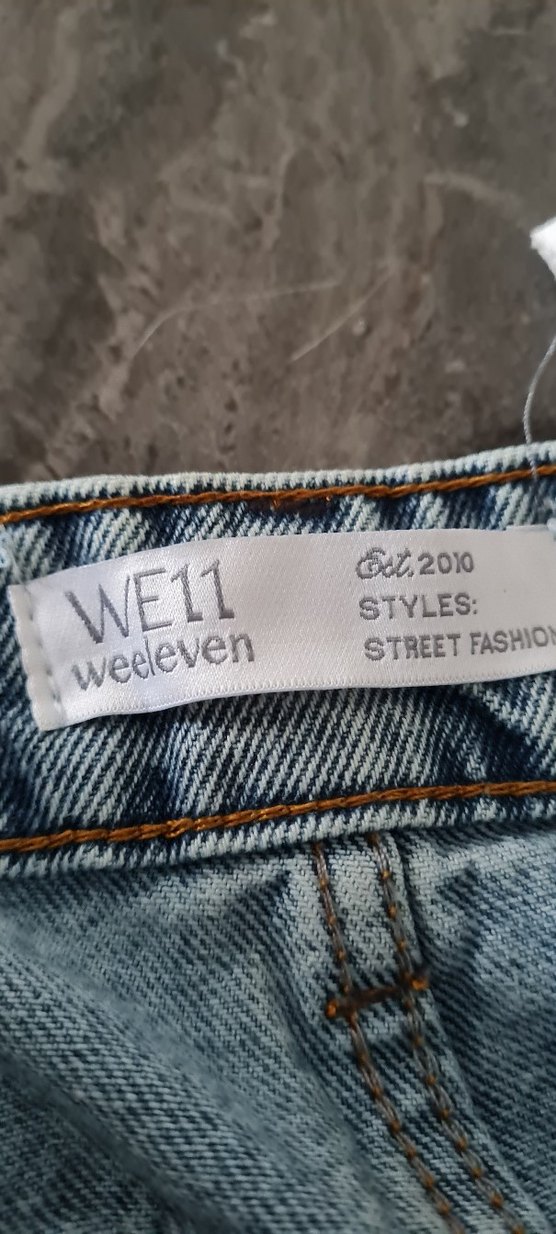 WE11
weeleven
Est. 2010
STYLES:
STREET FASHION